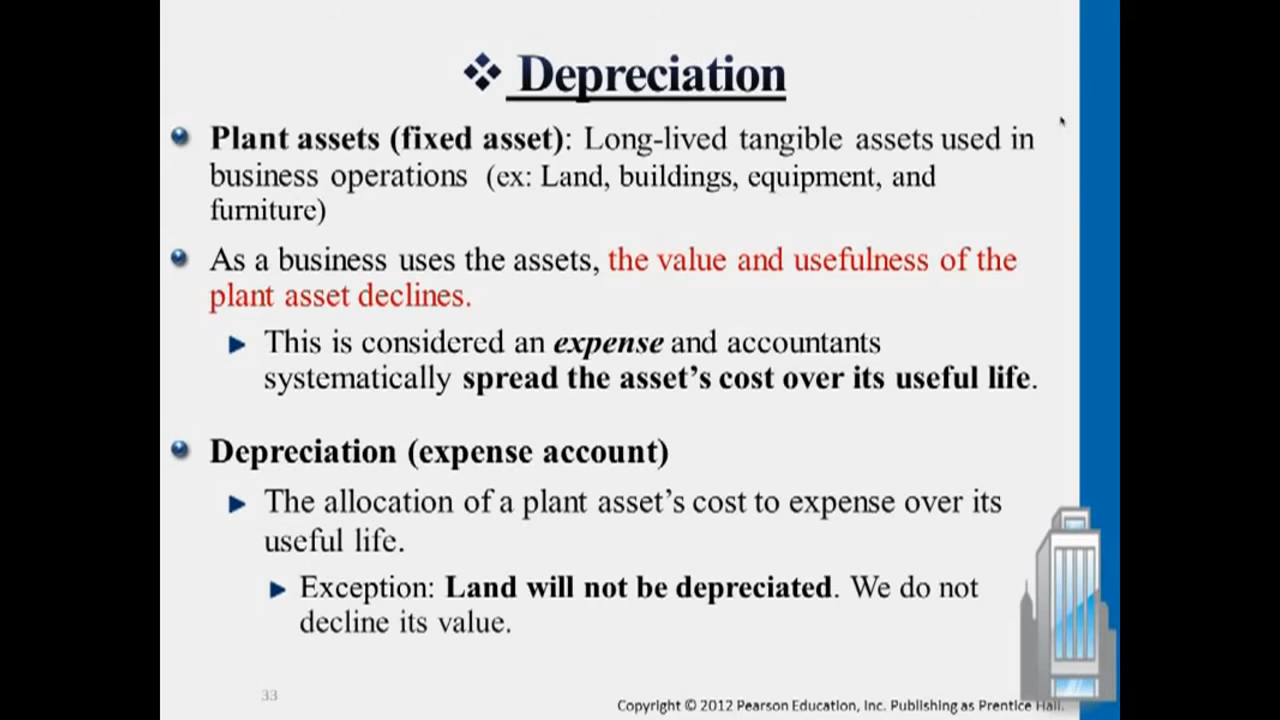 ❖ Depreciation
Plant assets (fixed asset): Long-lived tangible assets used in
business operations (ex: Land, buildings, equipment, and
furniture)
As a business uses the assets, the value and usefulness of the
plant asset declines.
This is considered an expense and accountants
systematically spread the asset's cost over its useful life.
Depreciation (expense account)
The allocation of a plant asset's cost to expense over its
useful life.
Exception: Land will not be depreciated. We do not
decline its value.
33
Copyright © 2012 Pearson Education, Inc. Publishing as Prentice Hall.